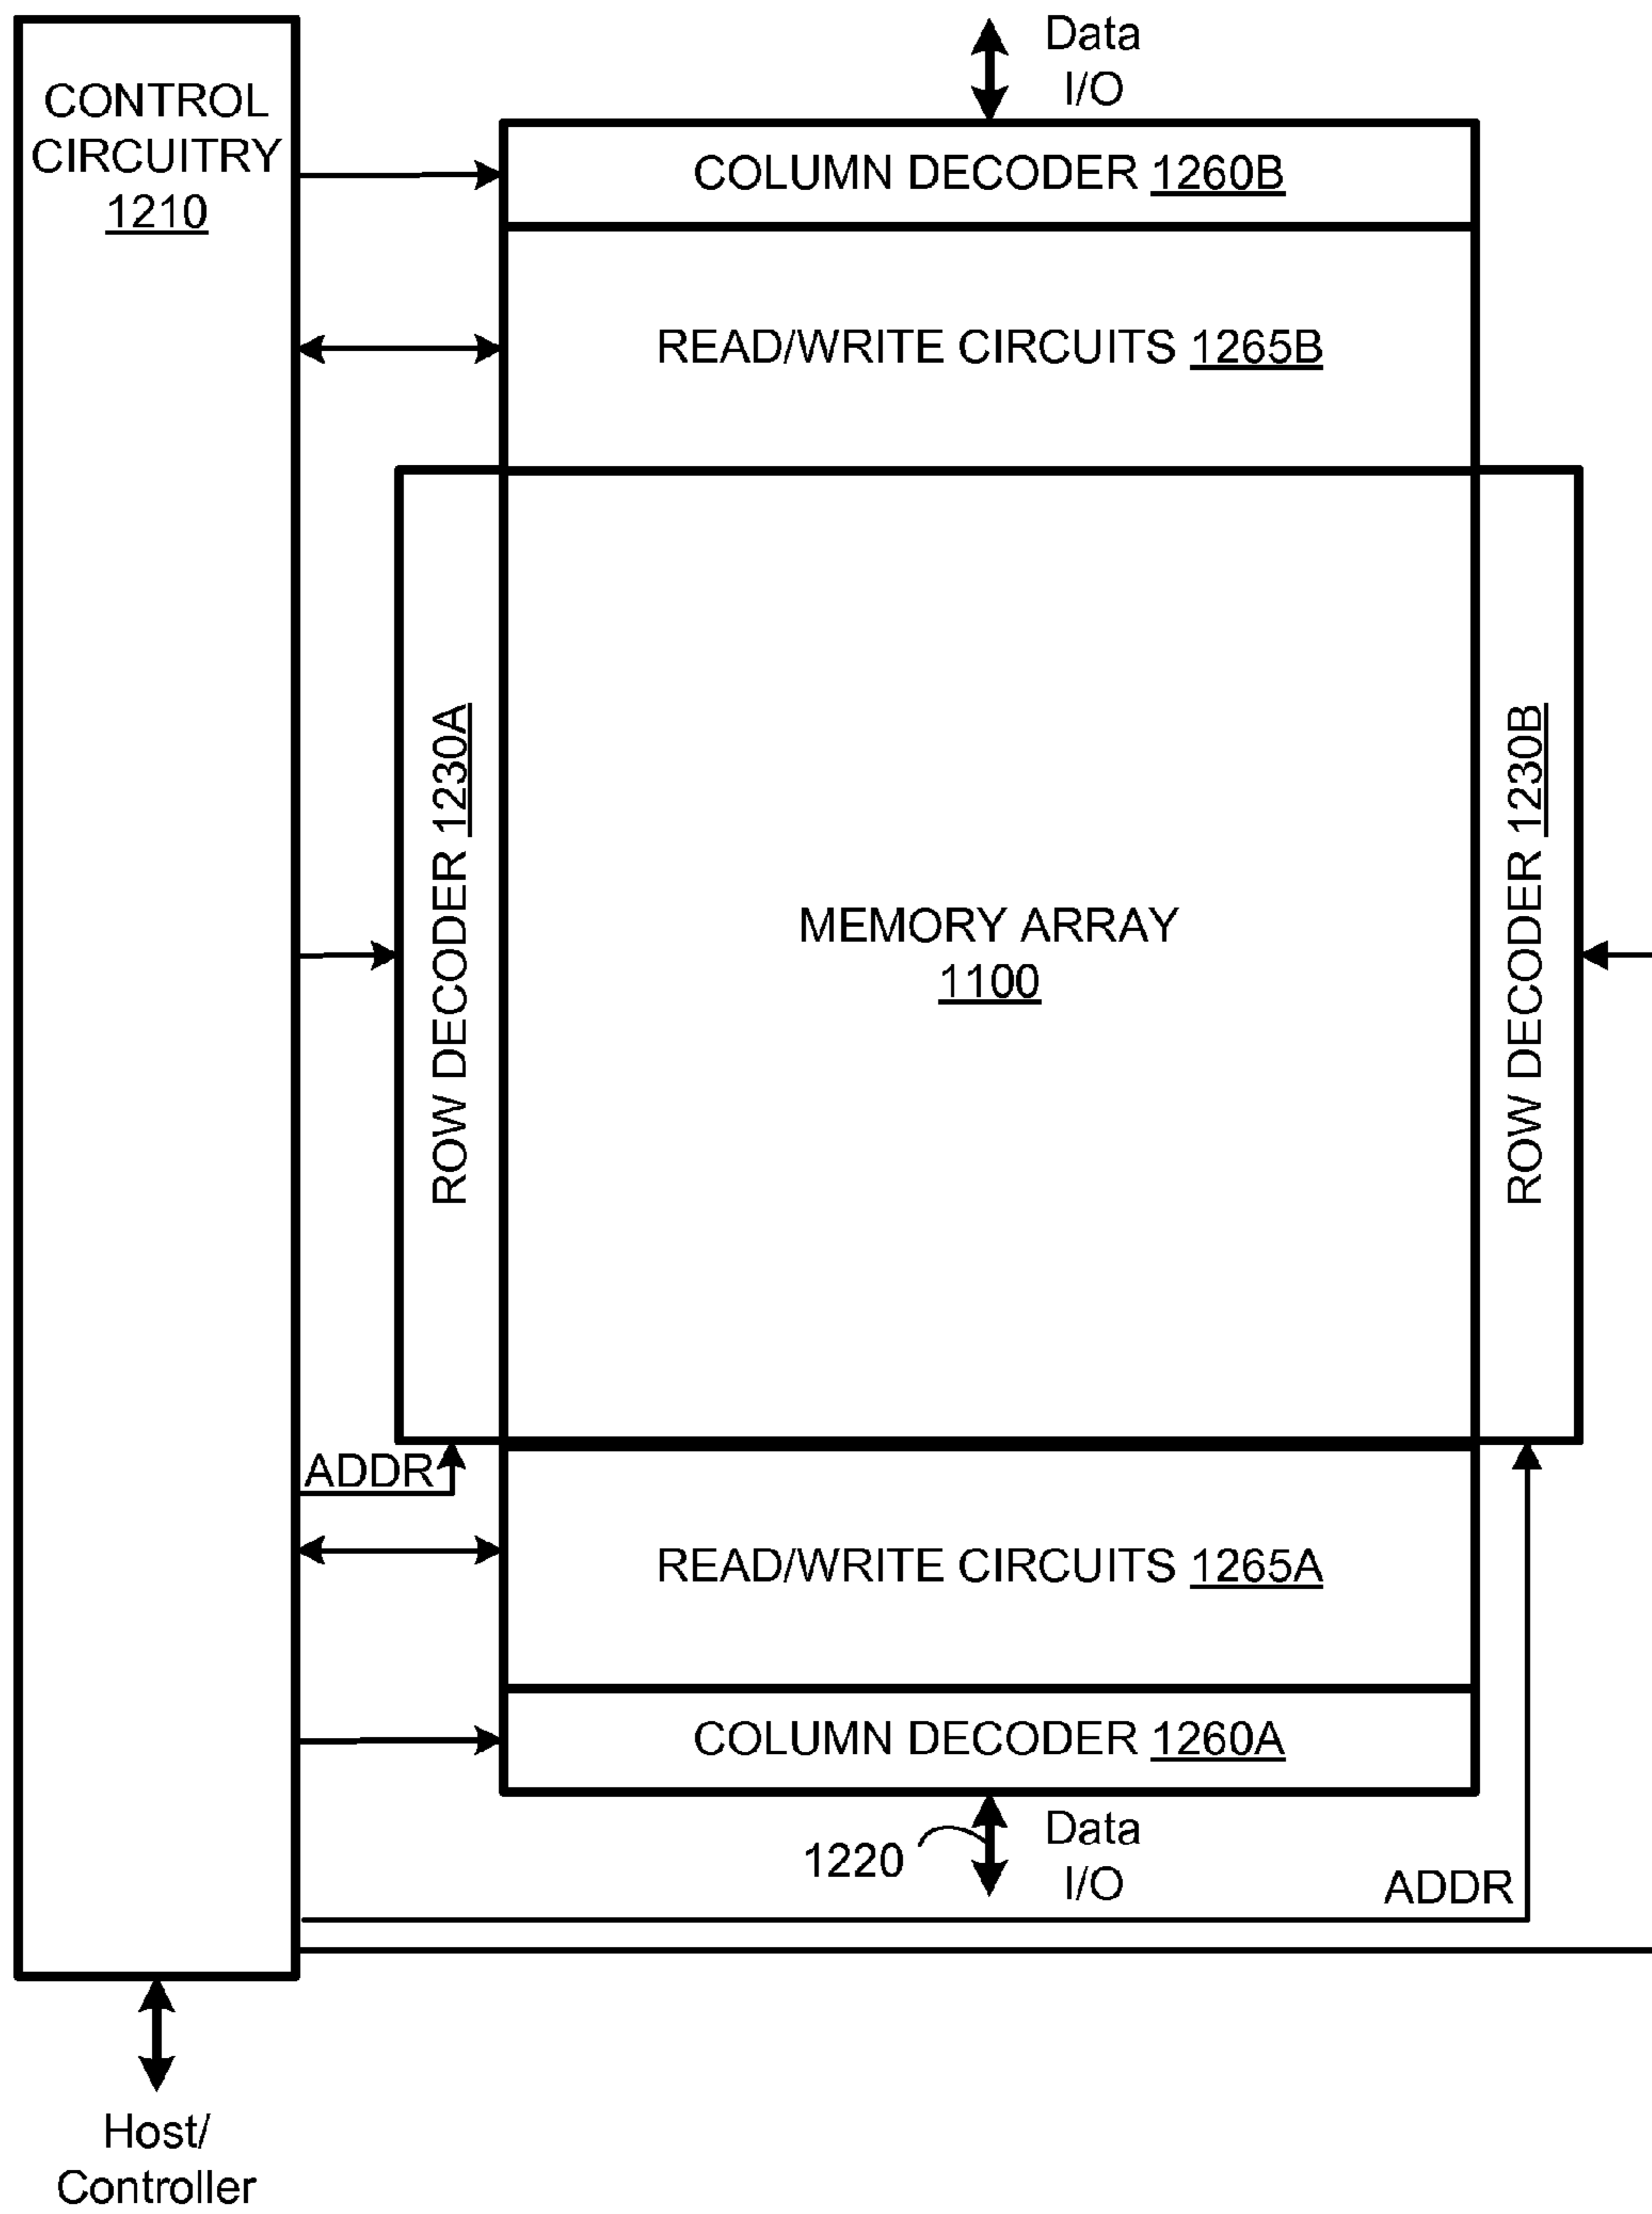 Data
I/O
CONTROL
CIRCUITRY
1210
COLUMN DECODER 1260B
READ/WRITE CIRCUITS 1265B
ROW DECODER 1230A
MEMORY ARRAY
1100
ROW DECODER 1230B
ADDR
READ/WRITE CIRCUITS 1265A
COLUMN DECODER 1260A
1220
Data
I/O
ADDR
Host/
Controller